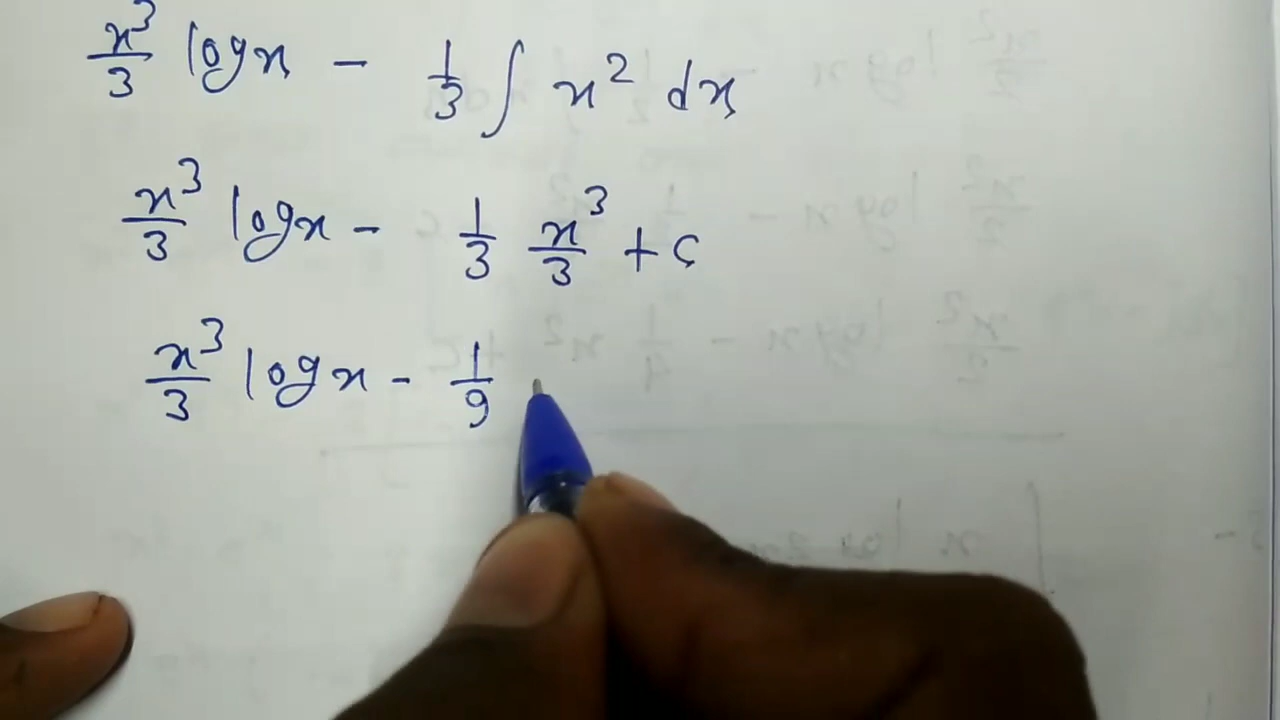 x³/3 log x - 1/3 ∫ x² dx
x³/3 log x - 1/3 x³/3 + c
x³/3 log x - 1/9